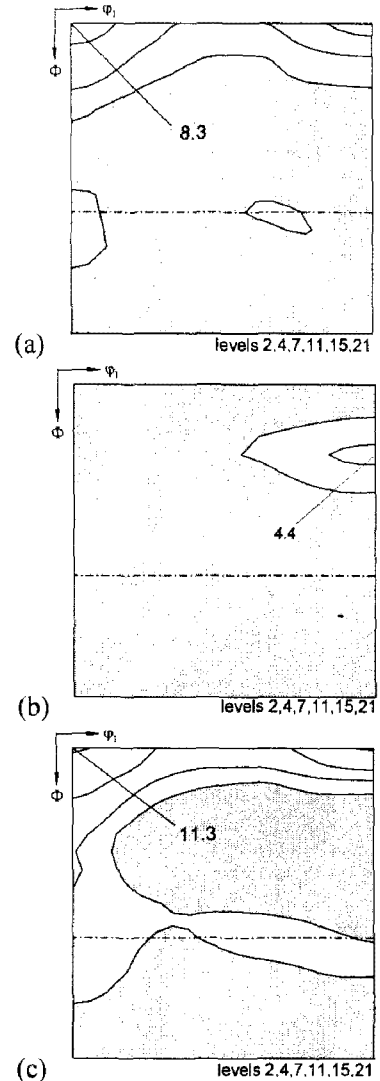 φ₁
Φ
8.3
(a)
levels 2,4,7,11,15,21
φ₁
Φ
4.4
(b)
levels 2,4,7,11,15,21
φ₁
Φ
11.3
(c)
levels 2,4,7,11,15,21